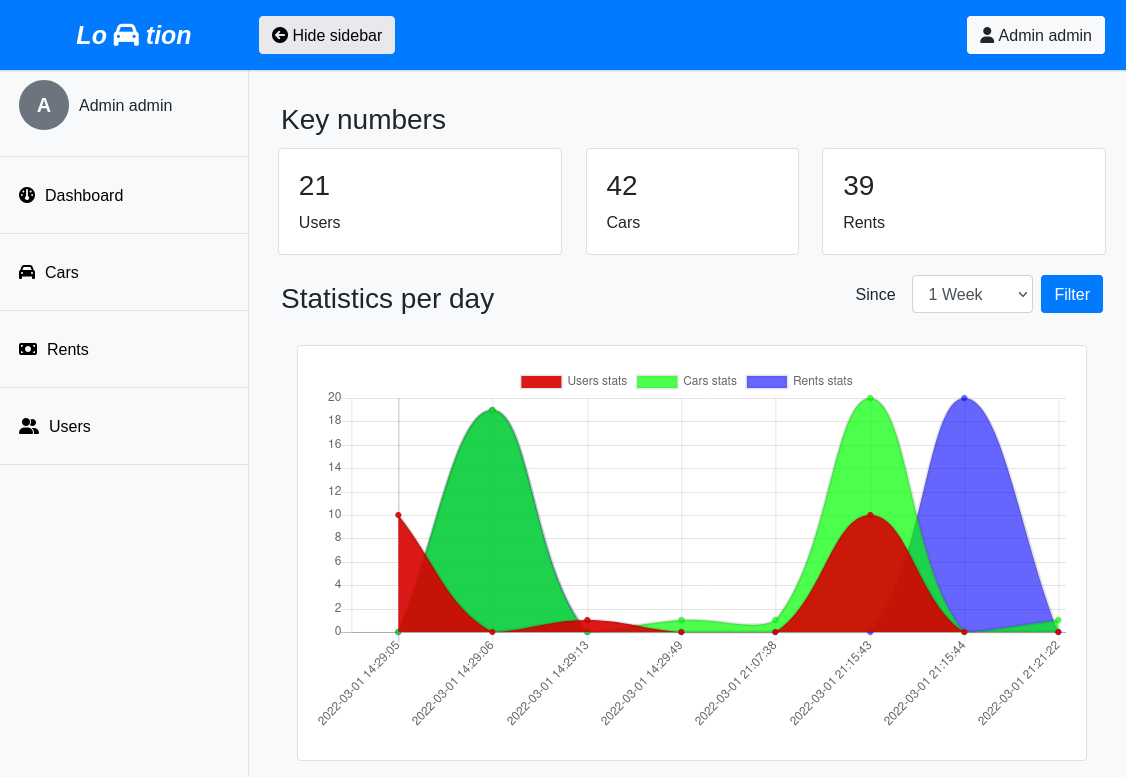 Lo tion
Hide sidebar
Admin admin
A
Admin admin
Dashboard
Cars
Rents
Users
Key numbers
21
Users
42
Cars
39
Rents
Statistics per day
Since
1 Week
Filter
Users stats
Cars stats
Rents stats
20
18
16
14
12
10
8
6
4
2
0
2022-03-01 14:29:05
2022-03-01 14:29:06
2022-03-01 14:29:13
2022-03-01 14:29:49
2022-03-01 21:07:38
2022-03-01 21:15:43
2022-03-01 21:15:44
2022-03-01 21:21:22